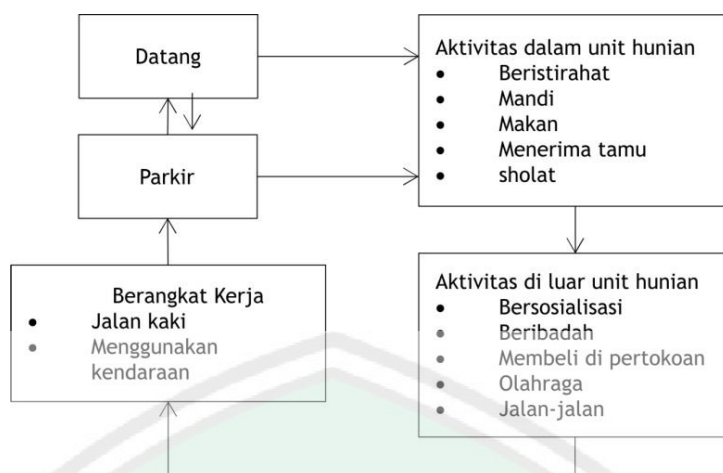 Datang
Parkir
Berangkat Kerja
● Jalan kaki
● Menggunakan
kendaraan
Aktivitas dalam unit hunian
● Beristirahat
● Mandi
● Makan
● Menerima tamu
● sholat
Aktivitas di luar unit hunian
● Bersosialisasi
● Beribadah
● Membeli di pertokoan
● Olahraga
● Jalan-jalan